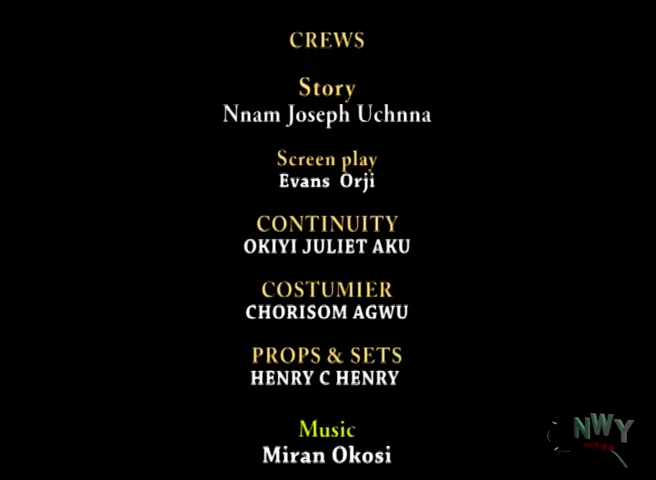 CREWS
Story
Nnam Joseph Uchnna
Screen play
Evans Orji
CONTINUITY
OKIYI JULIET AKU
COSTUMIER
CHORISOM AGWU
PROPS & SETS
HENRY C HENRY
Music
Miran Okosi
NWY